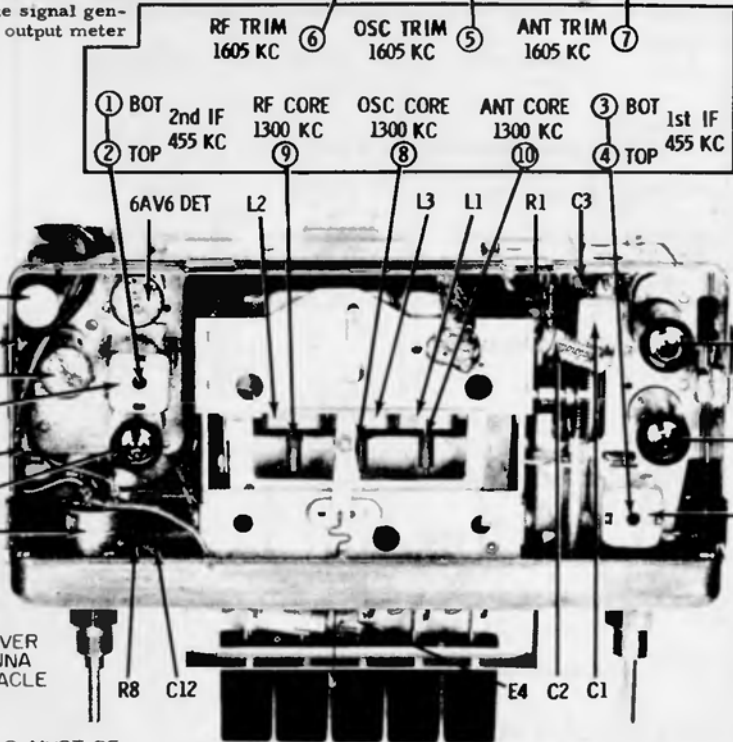 e signal gen-
output meter
RF TRIM 1605 KC ⑥
OSC TRIM 1605 KC ⑤
ANT TRIM 1605 KC ⑦
① BOT
② TOP
2nd IF 455 KC
RF CORE 1300 KC ⑨
OSC CORE 1300 KC ⑧
ANT CORE 1300 KC ⑩
③ BOT
④ TOP
1st IF 455 KC
6AV6 DET L2 L3 L1 R1 C3
VER
UNA
ACLE
R8 C12 E4 C2 C1